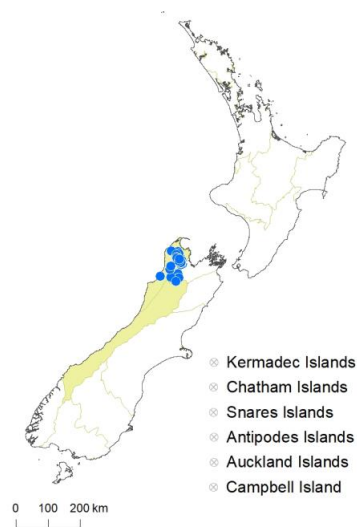 Kermadec Islands
Chatham Islands
Snares Islands
Antipodes Islands
Auckland Islands
Campbell Island
0 100 200 km